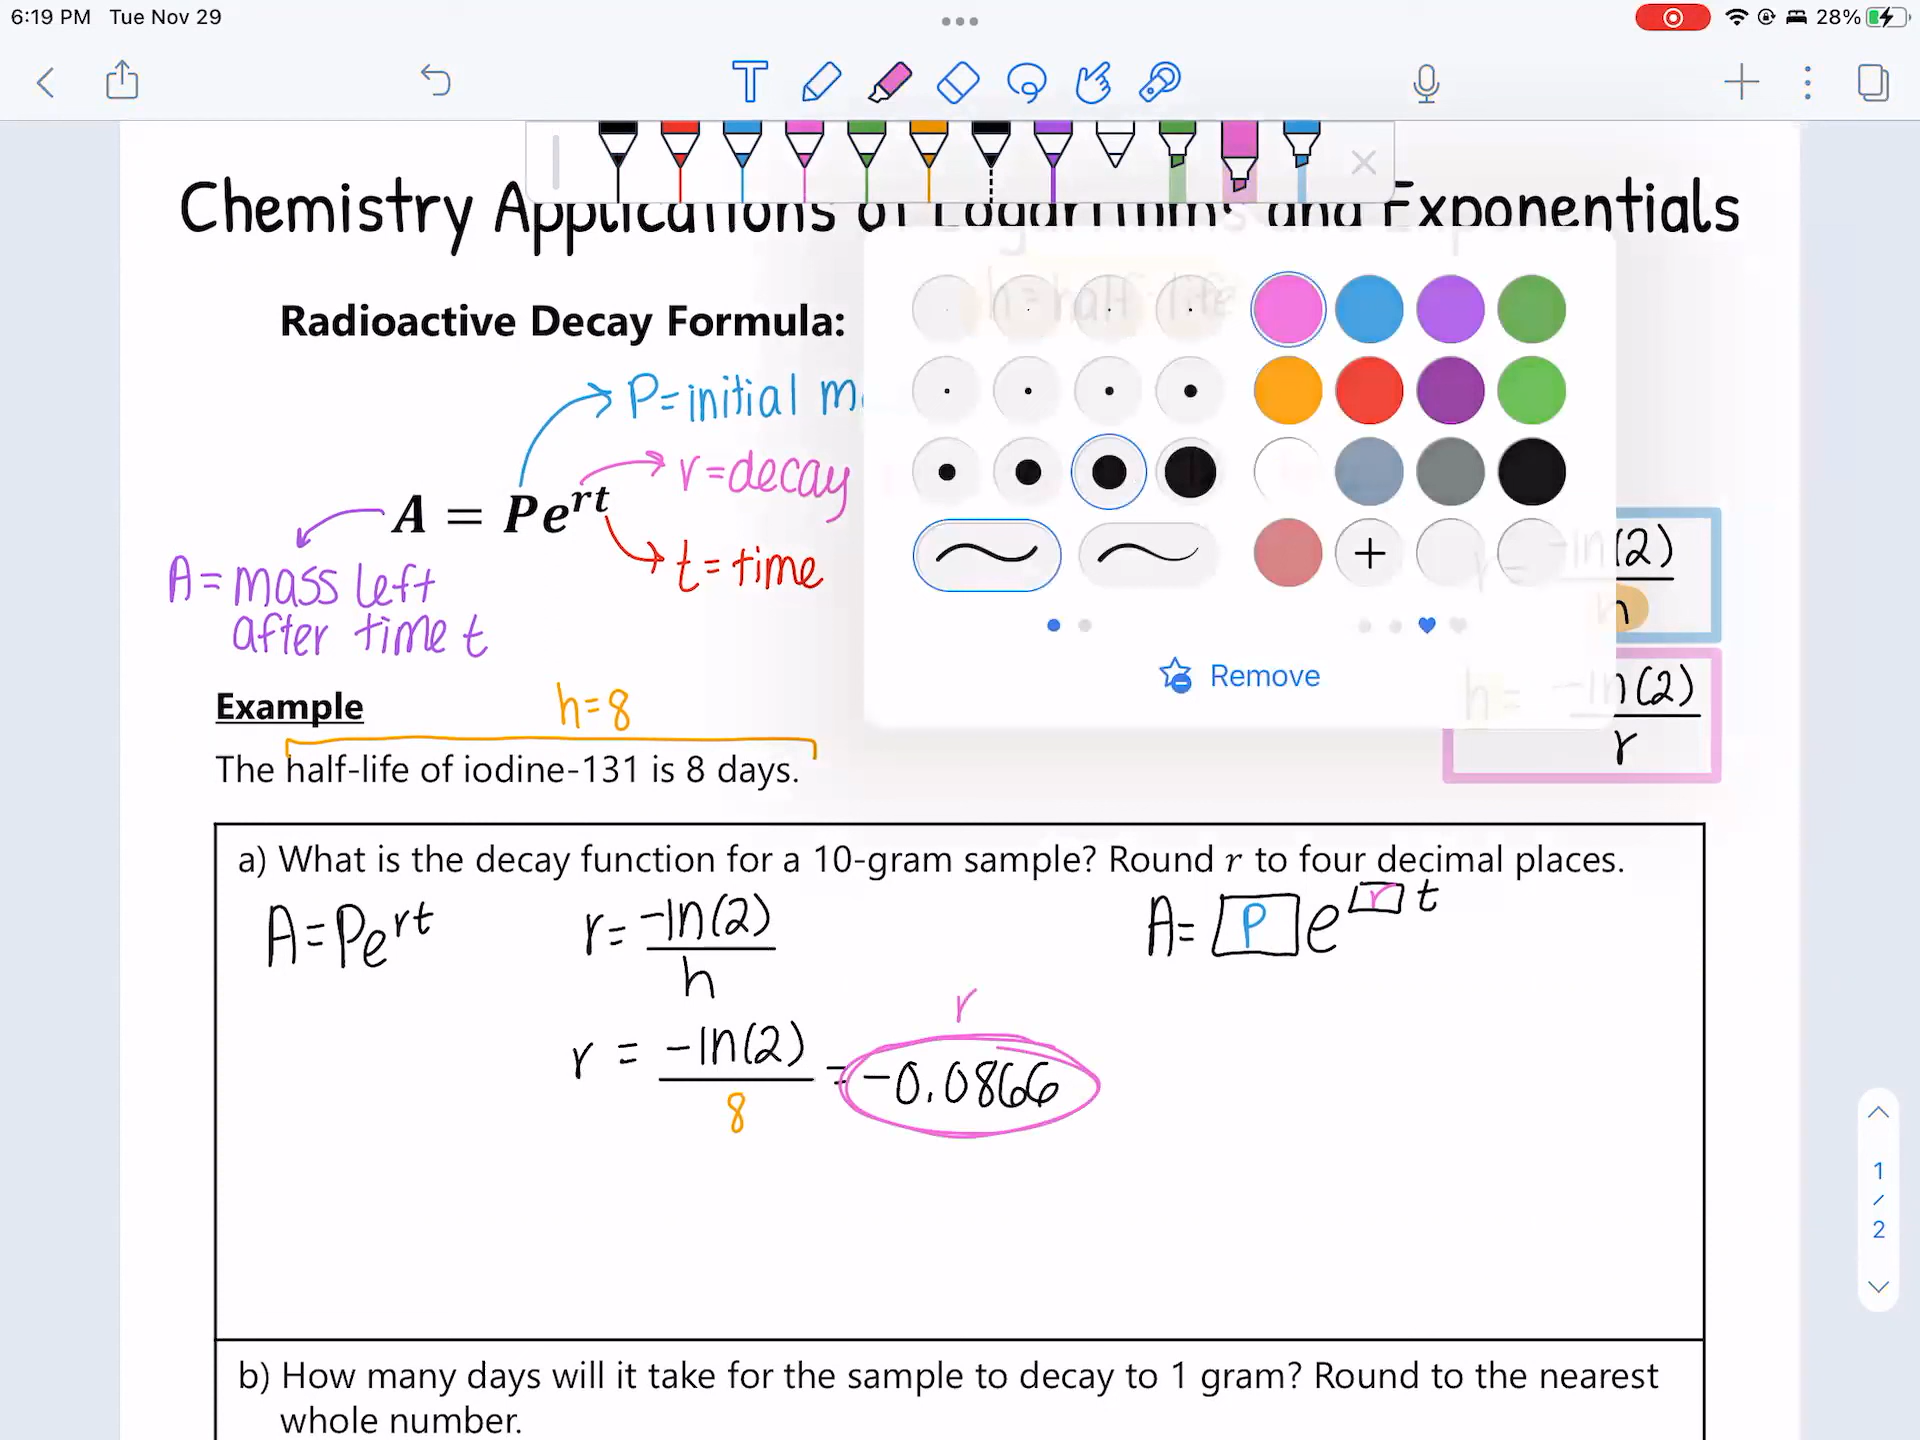 6:19 PM Tue Nov 29
28%
T
Chemistry Applications of Logarithms and Exponentials
Radioactive Decay Formula:
h = half-life
P = initial m
r = decay
A = Pe^rt
t = time
A = mass left
after time t
r = -ln(2)
h
h = -ln(2)
r
Remove
Example
h = 8
The half-life of iodine-131 is 8 days.
a) What is the decay function for a 10-gram sample? Round r to four decimal places.
A = Pe^rt
r = -ln(2)
h
A = P e^r t
r
r = -ln(2) = -0.0866
8
1
/
2
b) How many days will it take for the sample to decay to 1 gram? Round to the nearest
whole number.